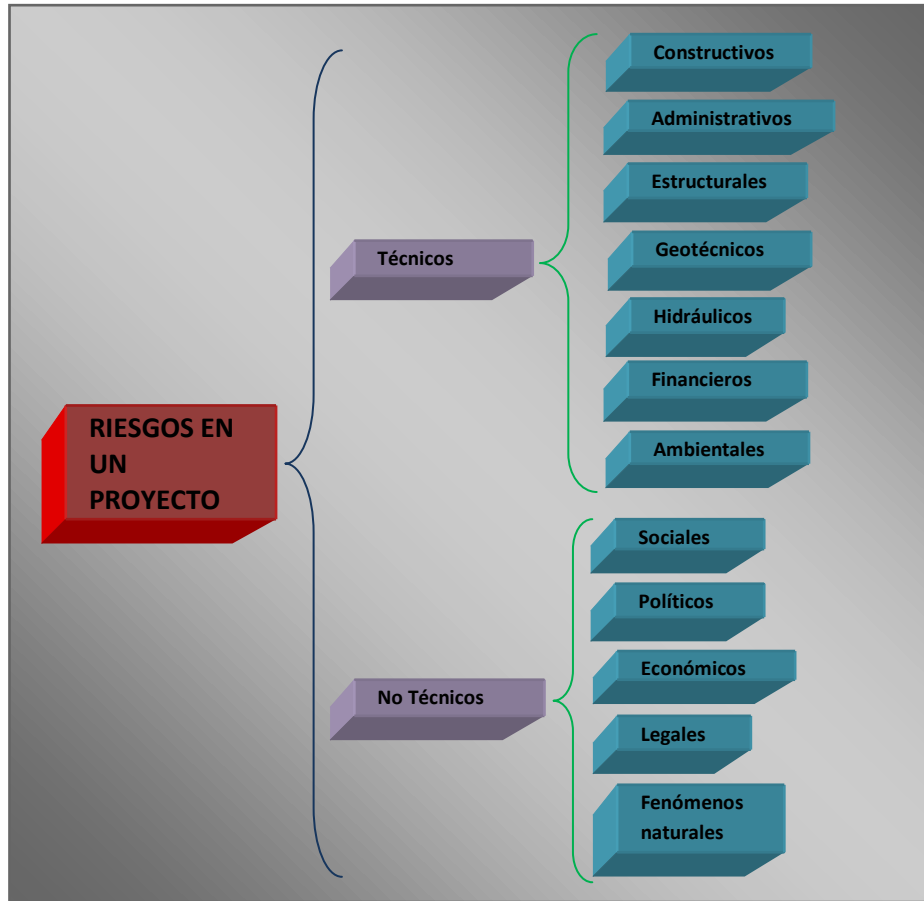 RIESGOS EN
UN
PROYECTO
Técnicos
Constructivos
Administrativos
Estructurales
Geotécnicos
Hidráulicos
Financieros
Ambientales
No Técnicos
Sociales
Políticos
Económicos
Legales
Fenómenos
naturales